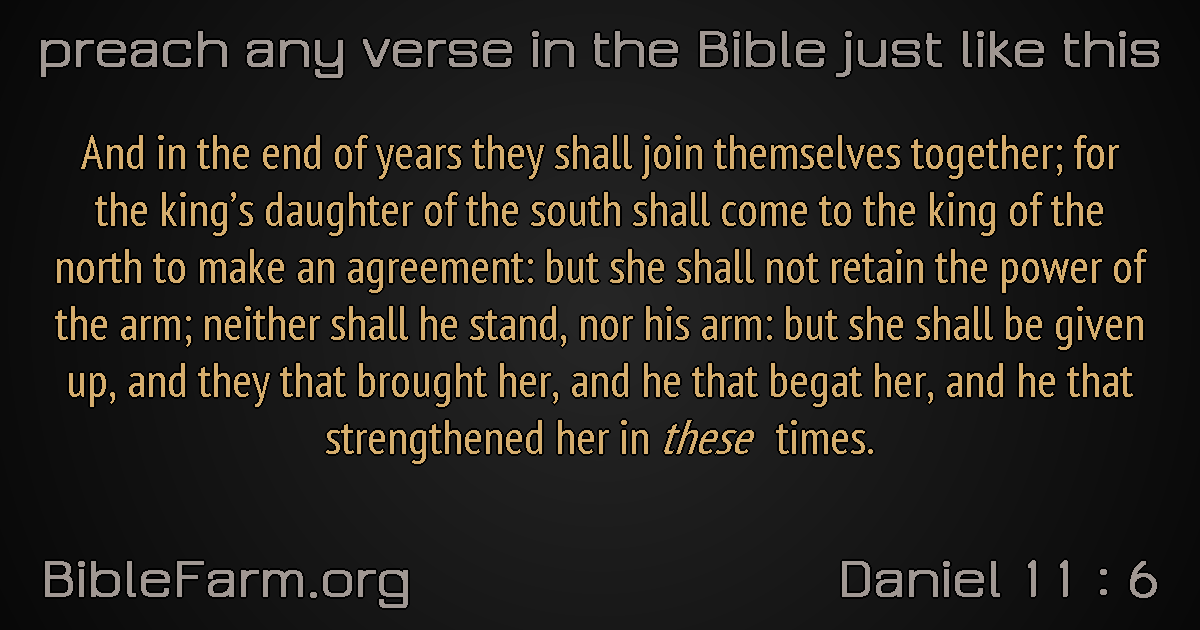 preach any verse in the Bible just like this
And in the end of years they shall join themselves together; for
the king’s daughter of the south shall come to the king of the
north to make an agreement: but she shall not retain the power of
the arm; neither shall he stand, nor his arm: but she shall be given
up, and they that brought her, and he that begat her, and he that
strengthened her in these times.
BibleFarm.org
Daniel 11 : 6